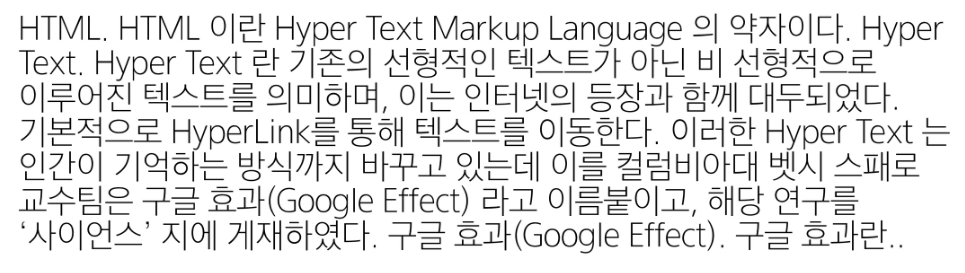 HTML. HTML 이란 Hyper Text Markup Language 의 약자이다. Hyper
Text. Hyper Text 란 기존의 선형적인 텍스트가 아닌 비 선형적으로
이루어진 텍스트를 의미하며, 이는 인터넷의 등장과 함께 대두되었다.
기본적으로 HyperLink를 통해 텍스트를 이동한다. 이러한 Hyper Text 는
인간이 기억하는 방식까지 바꾸고 있는데 이를 컬럼비아대 벳시 스패로
교수팀은 구글 효과(Google Effect) 라고 이름붙이고, 해당 연구를
‘사이언스’ 지에 게재하였다. 구글 효과(Google Effect). 구글 효과란..